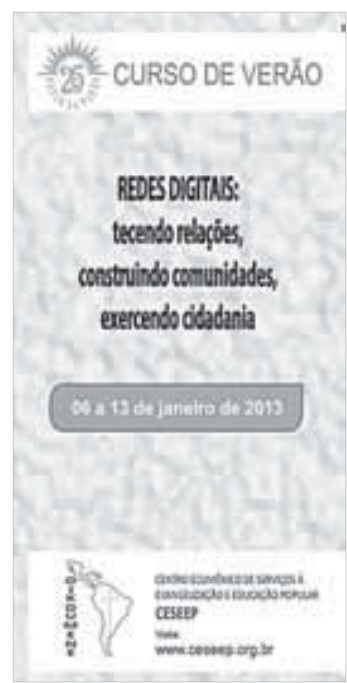 26 CURSO DE VERÃO
REDES DIGITAIS:
tecendo relações,
construindo comunidades,
exercendo cidadania
06 a 13 de janeiro de 2013
CENTRO ECUMÊNICO DE SERVIÇOS À
EVANGELIZAÇÃO E EDUCAÇÃO POPULAR
CESEEP
Visite
www.ceseep.org.br